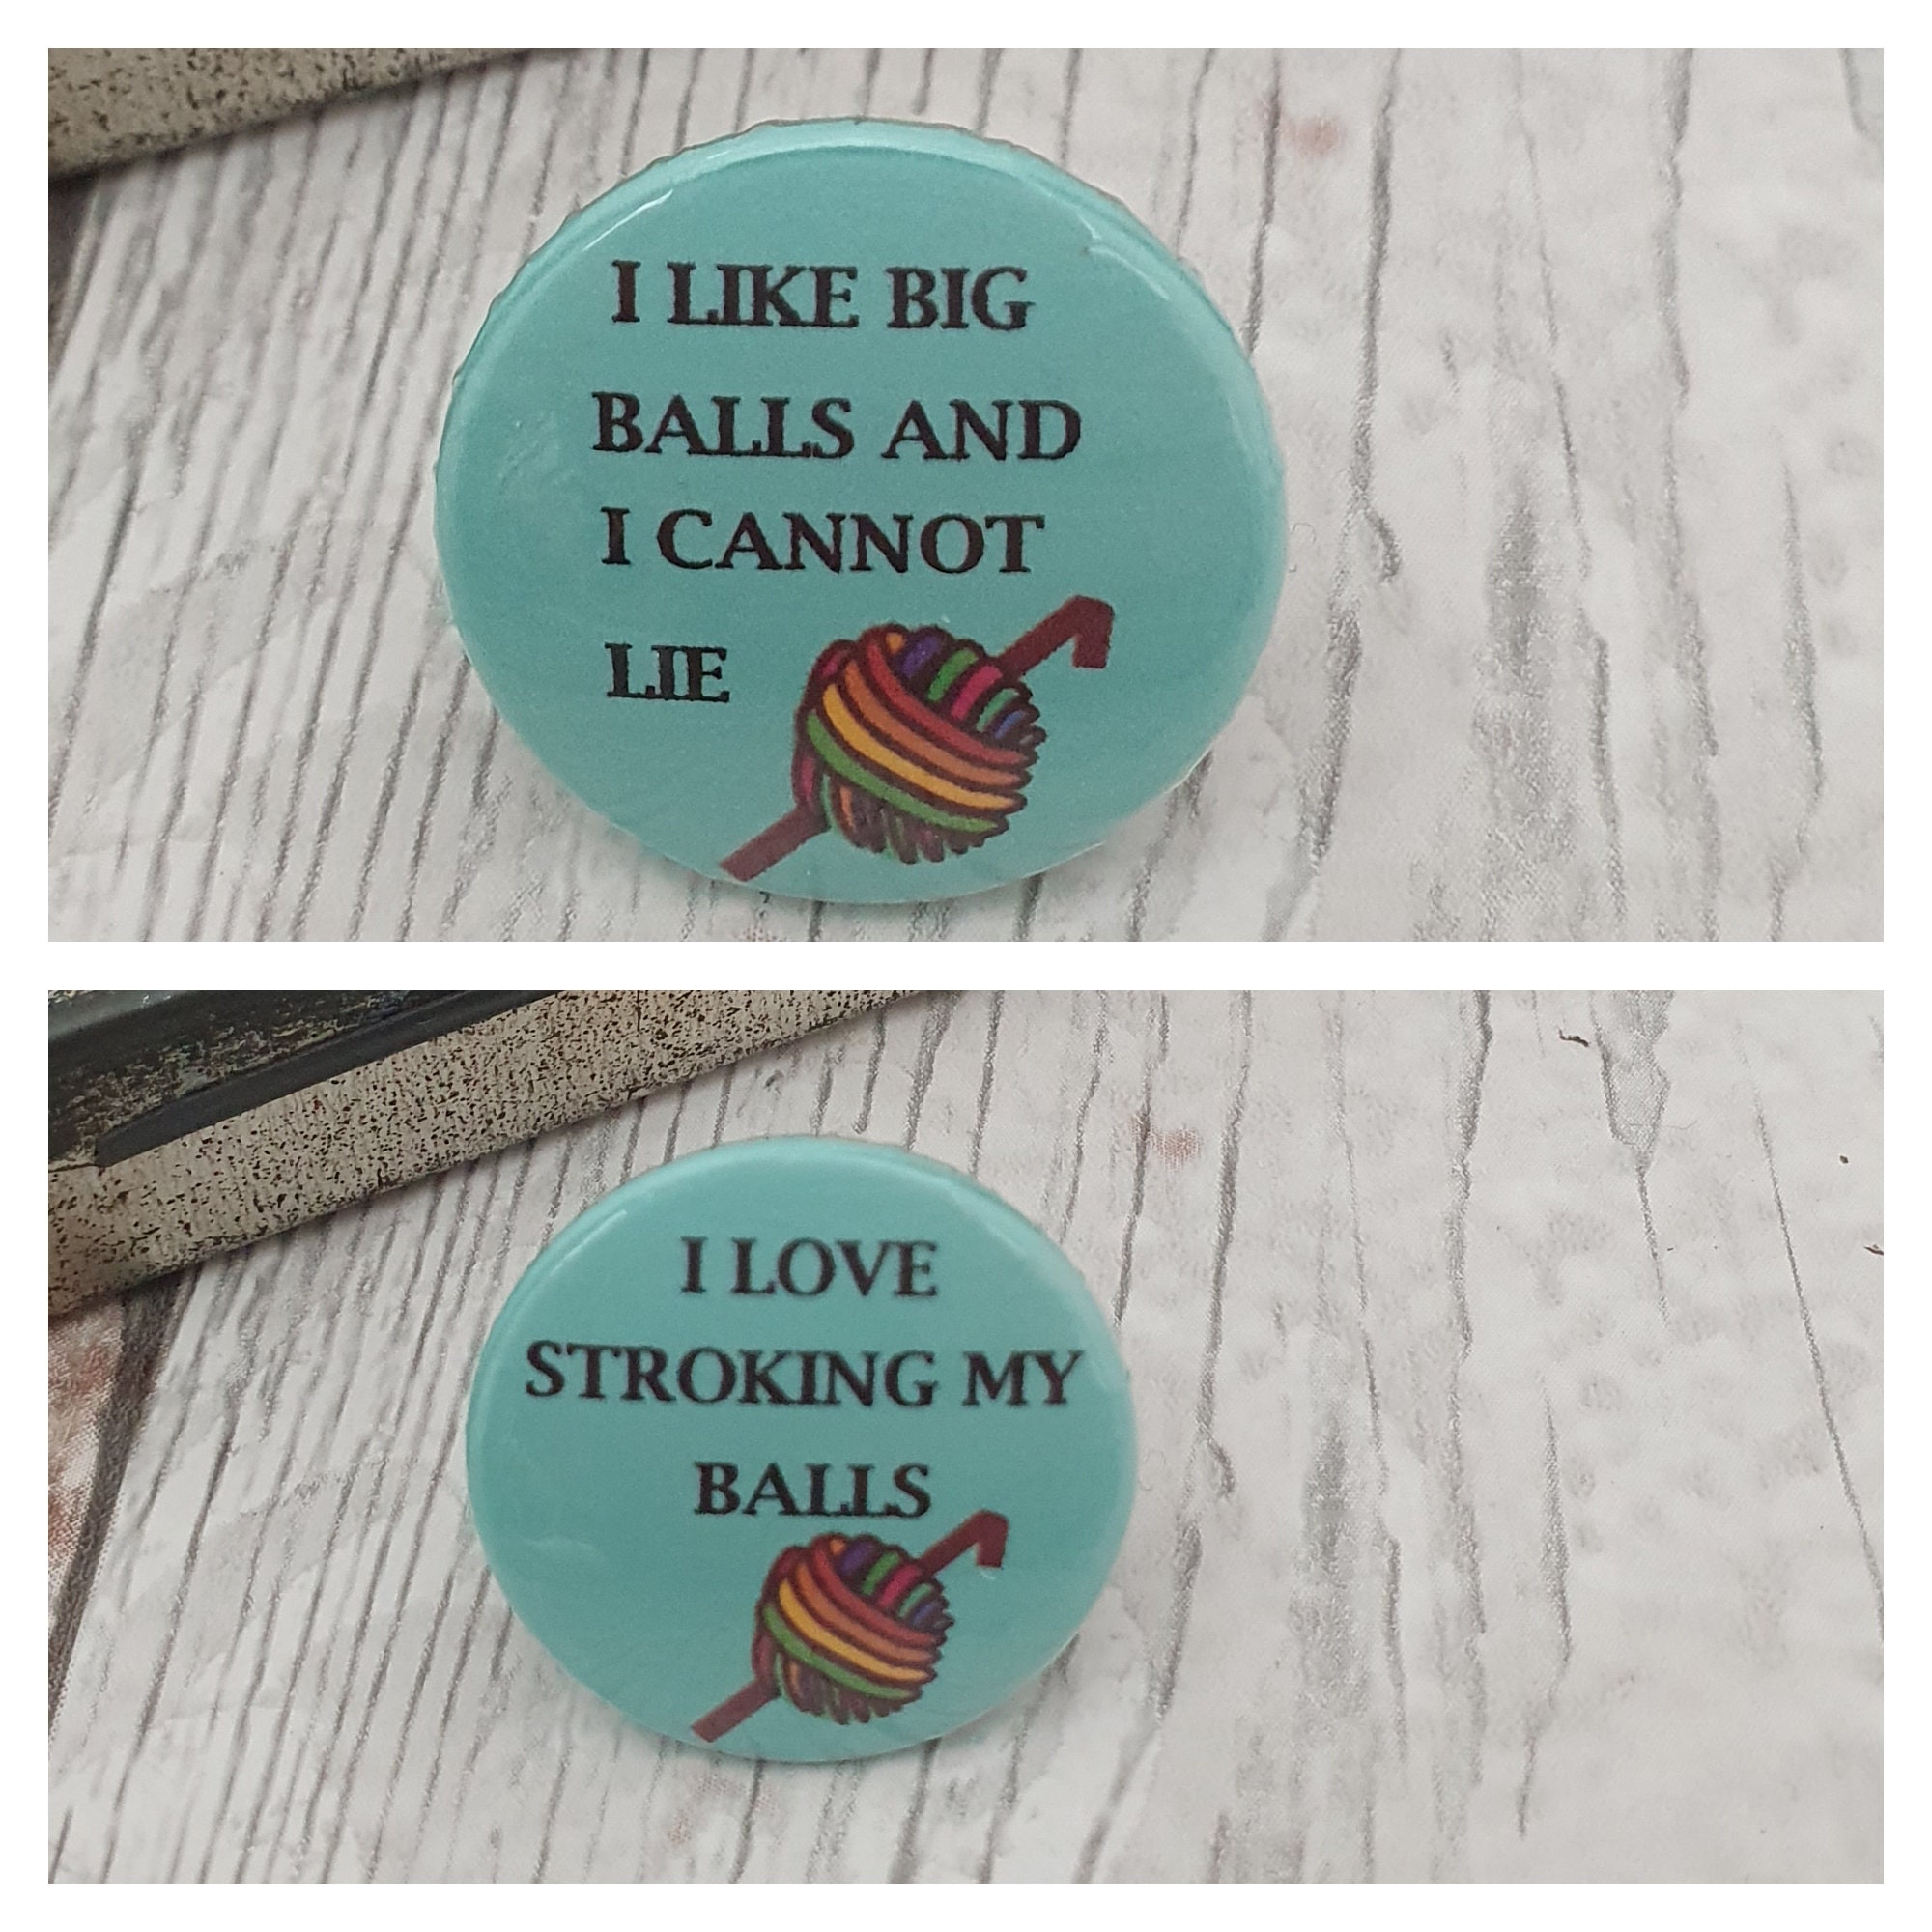 I LIKE BIG
BALLS AND
I CANNOT
LIE
I LOVE
STROKING MY
BALLS